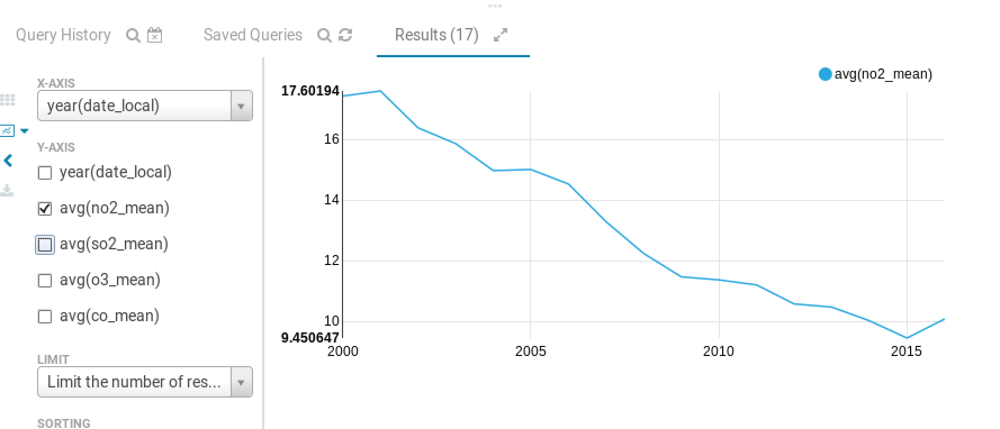 Query History
Saved Queries
Results (17)
X-AXIS
year(date_local)
Y-AXIS
year(date_local)
avg(no2_mean)
avg(so2_mean)
avg(o3_mean)
avg(co_mean)
LIMIT
Limit the number of res...
SORTING
avg(no2_mean)
17.60194
16
14
12
10
9.450647
2000 2005 2010 2015